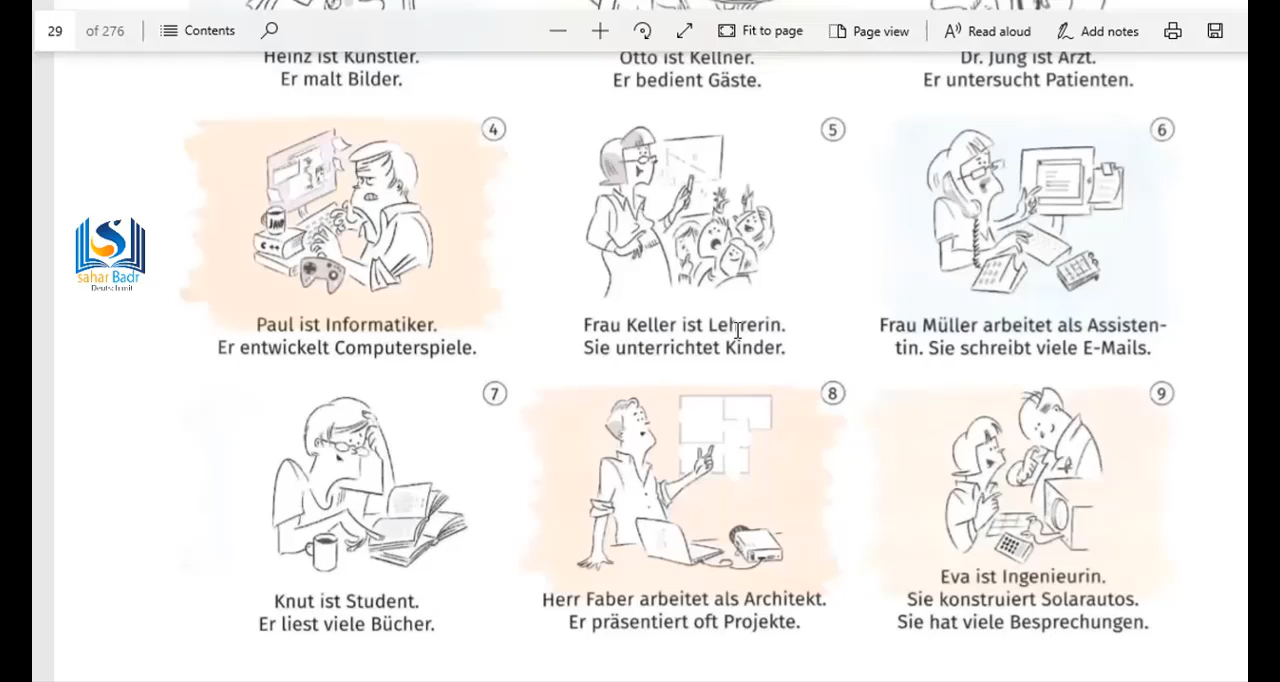 29 of 276 Contents Fit to page Page view Read aloud Add notes
Heinz ist Künstler.
Er malt Bilder.
Otto ist Kellner.
Er bedient Gäste.
Dr. Jung ist Arzt.
Er untersucht Patienten.
4
JAVA
C++
Paul ist Informatiker.
Er entwickelt Computerspiele.
5
Frau Keller ist Lehrerin.
Sie unterrichtet Kinder.
6
Frau Müller arbeitet als Assisten-
tin. Sie schreibt viele E-Mails.
sahar Badr
Deutsch mit
7
Knut ist Student.
Er liest viele Bücher.
8
Herr Faber arbeitet als Architekt.
Er präsentiert oft Projekte.
9
Eva ist Ingenieurin.
Sie konstruiert Solarautos.
Sie hat viele Besprechungen.